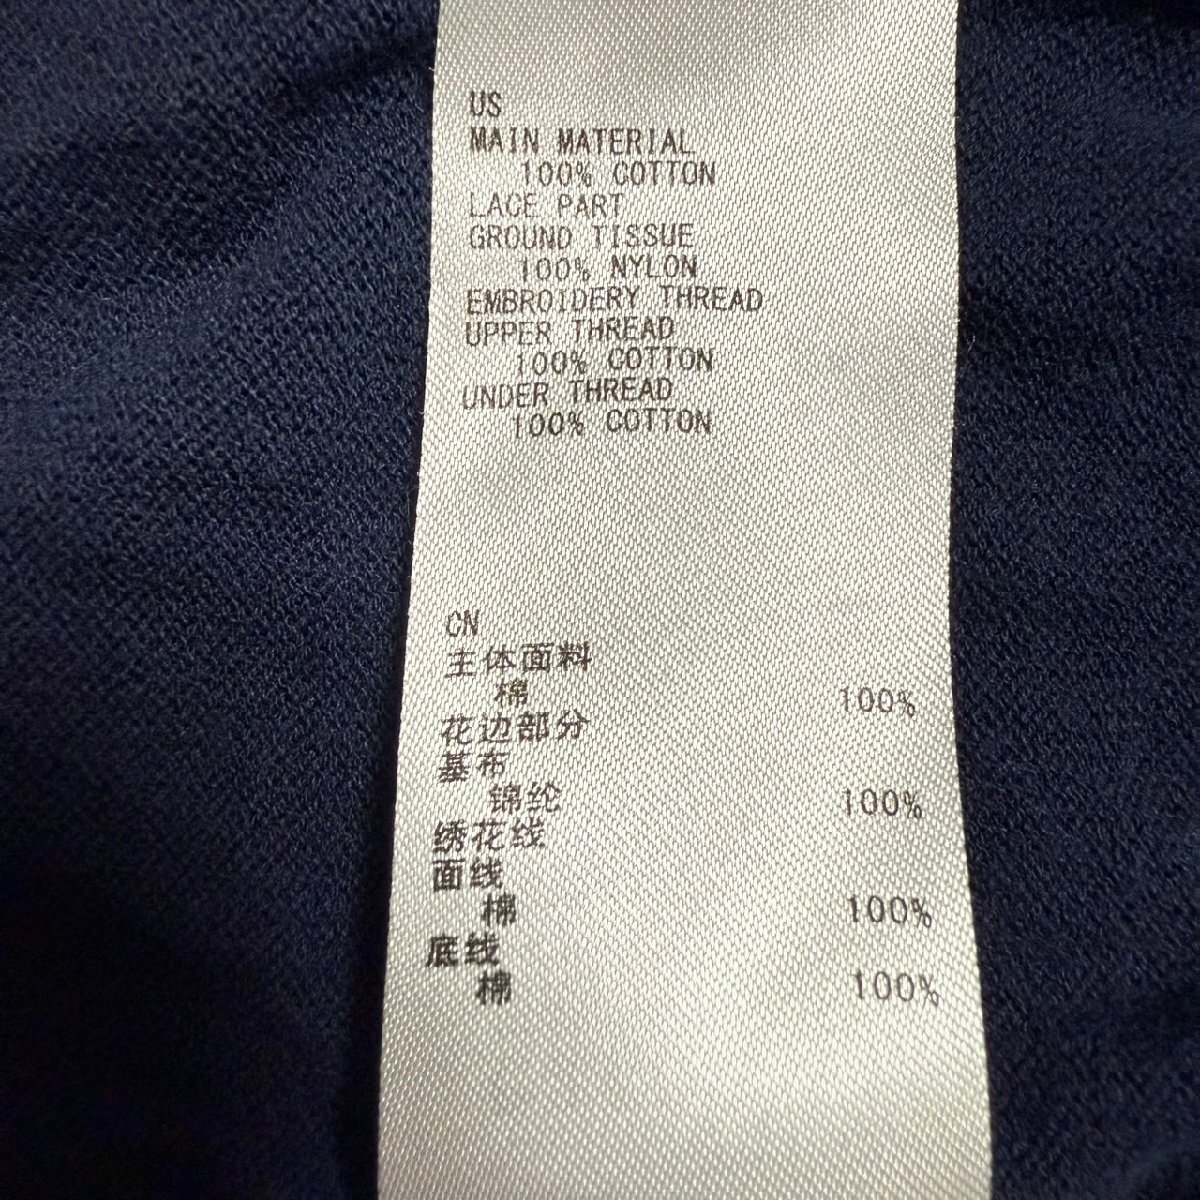 US
MAIN MATERIAL
100% COTTON
LACE PART
GROUND TISSUE
100% NYLON
EMBROIDERY THREAD
UPPER THREAD
100% COTTON
UNDER THREAD
100% COTTON
CN
主体面料
棉 100%
花边部分
基布
锦纶 100%
绣花线
面线
棉 100%
底线
棉 100%